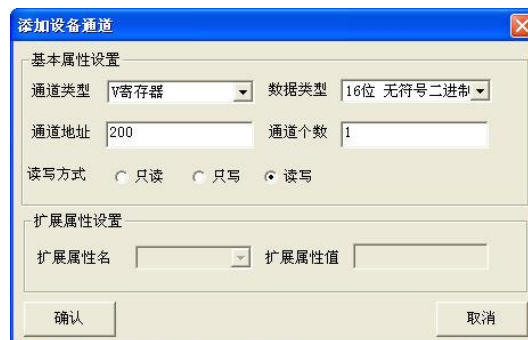 添加设备通道
基本属性设置
通道类型 V寄存器 数据类型 16位 无符号二进制
通道地址 200 通道个数 1
读写方式 只读 只写 读写
扩展属性设置
扩展属性名 扩展属性值
确认 取消